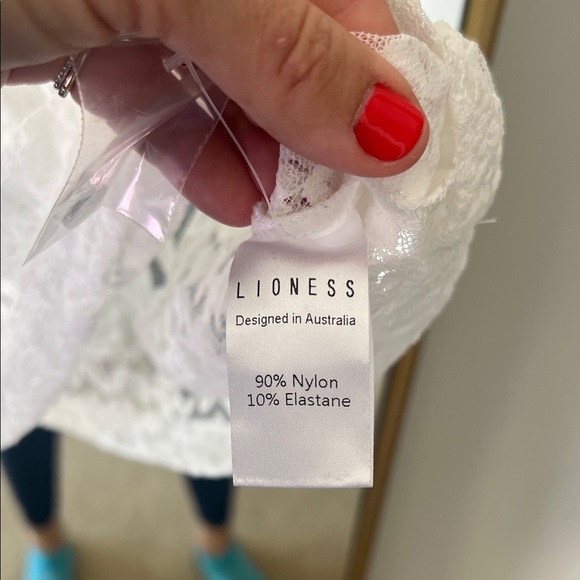 LIONESS
Designed in Australia
90% Nylon
10% Elastane